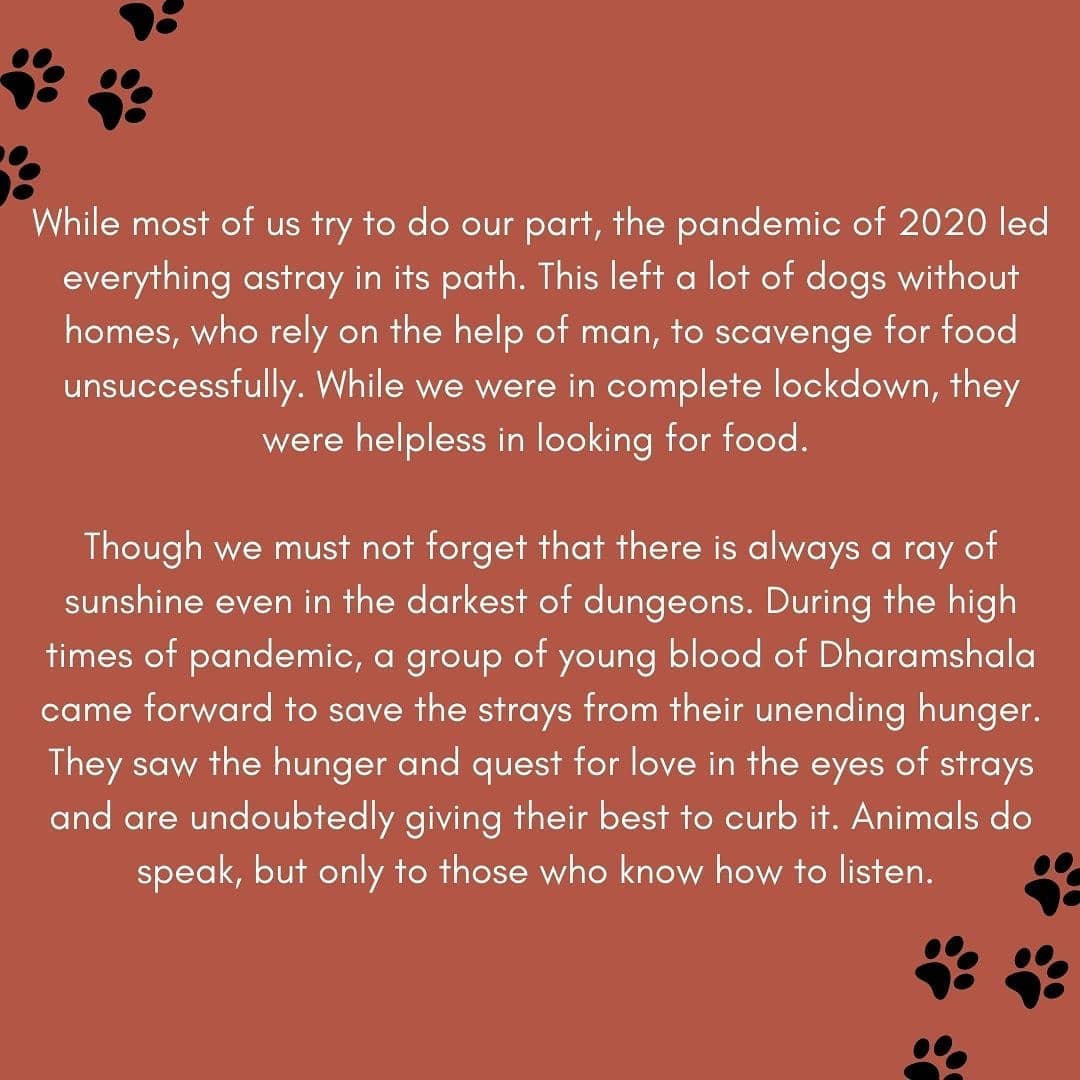 While most of us try to do our part, the pandemic of 2020 led
everything astray in its path. This left a lot of dogs without
homes, who rely on the help of man, to scavenge for food
unsuccessfully. While we were in complete lockdown, they
were helpless in looking for food.
Though we must not forget that there is always a ray of
sunshine even in the darkest of dungeons. During the high
times of pandemic, a group of young blood of Dharamshala
came forward to save the strays from their unending hunger.
They saw the hunger and quest for love in the eyes of strays
and are undoubtedly giving their best to curb it. Animals do
speak, but only to those who know how to listen.